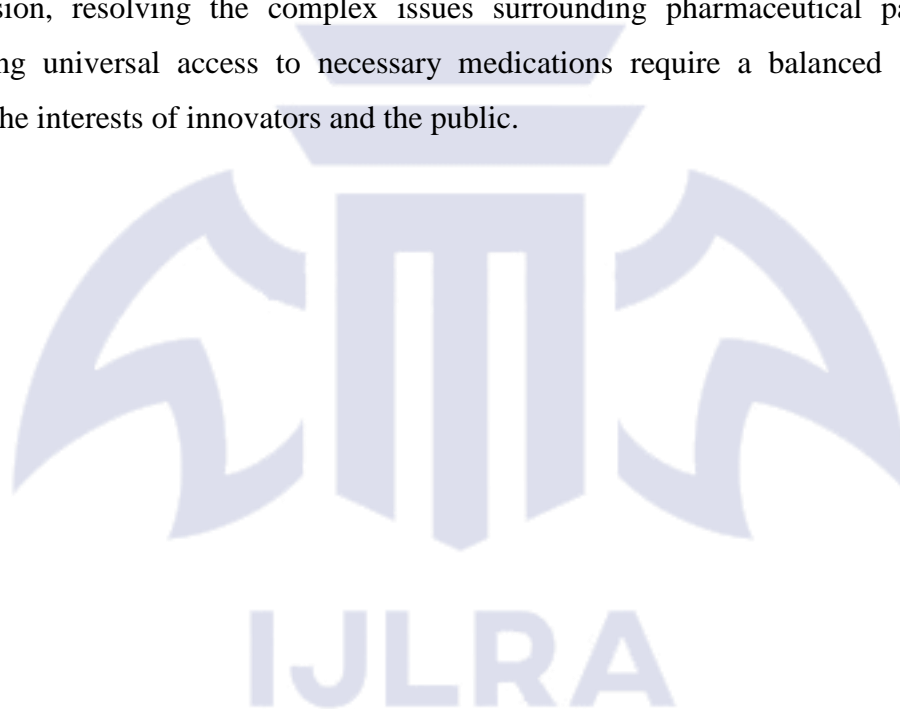 sion, resolving the complex issues surrounding pharmaceutical pa
ng universal access to necessary medications require a balanced
he interests of innovators and the public.
IJLRA